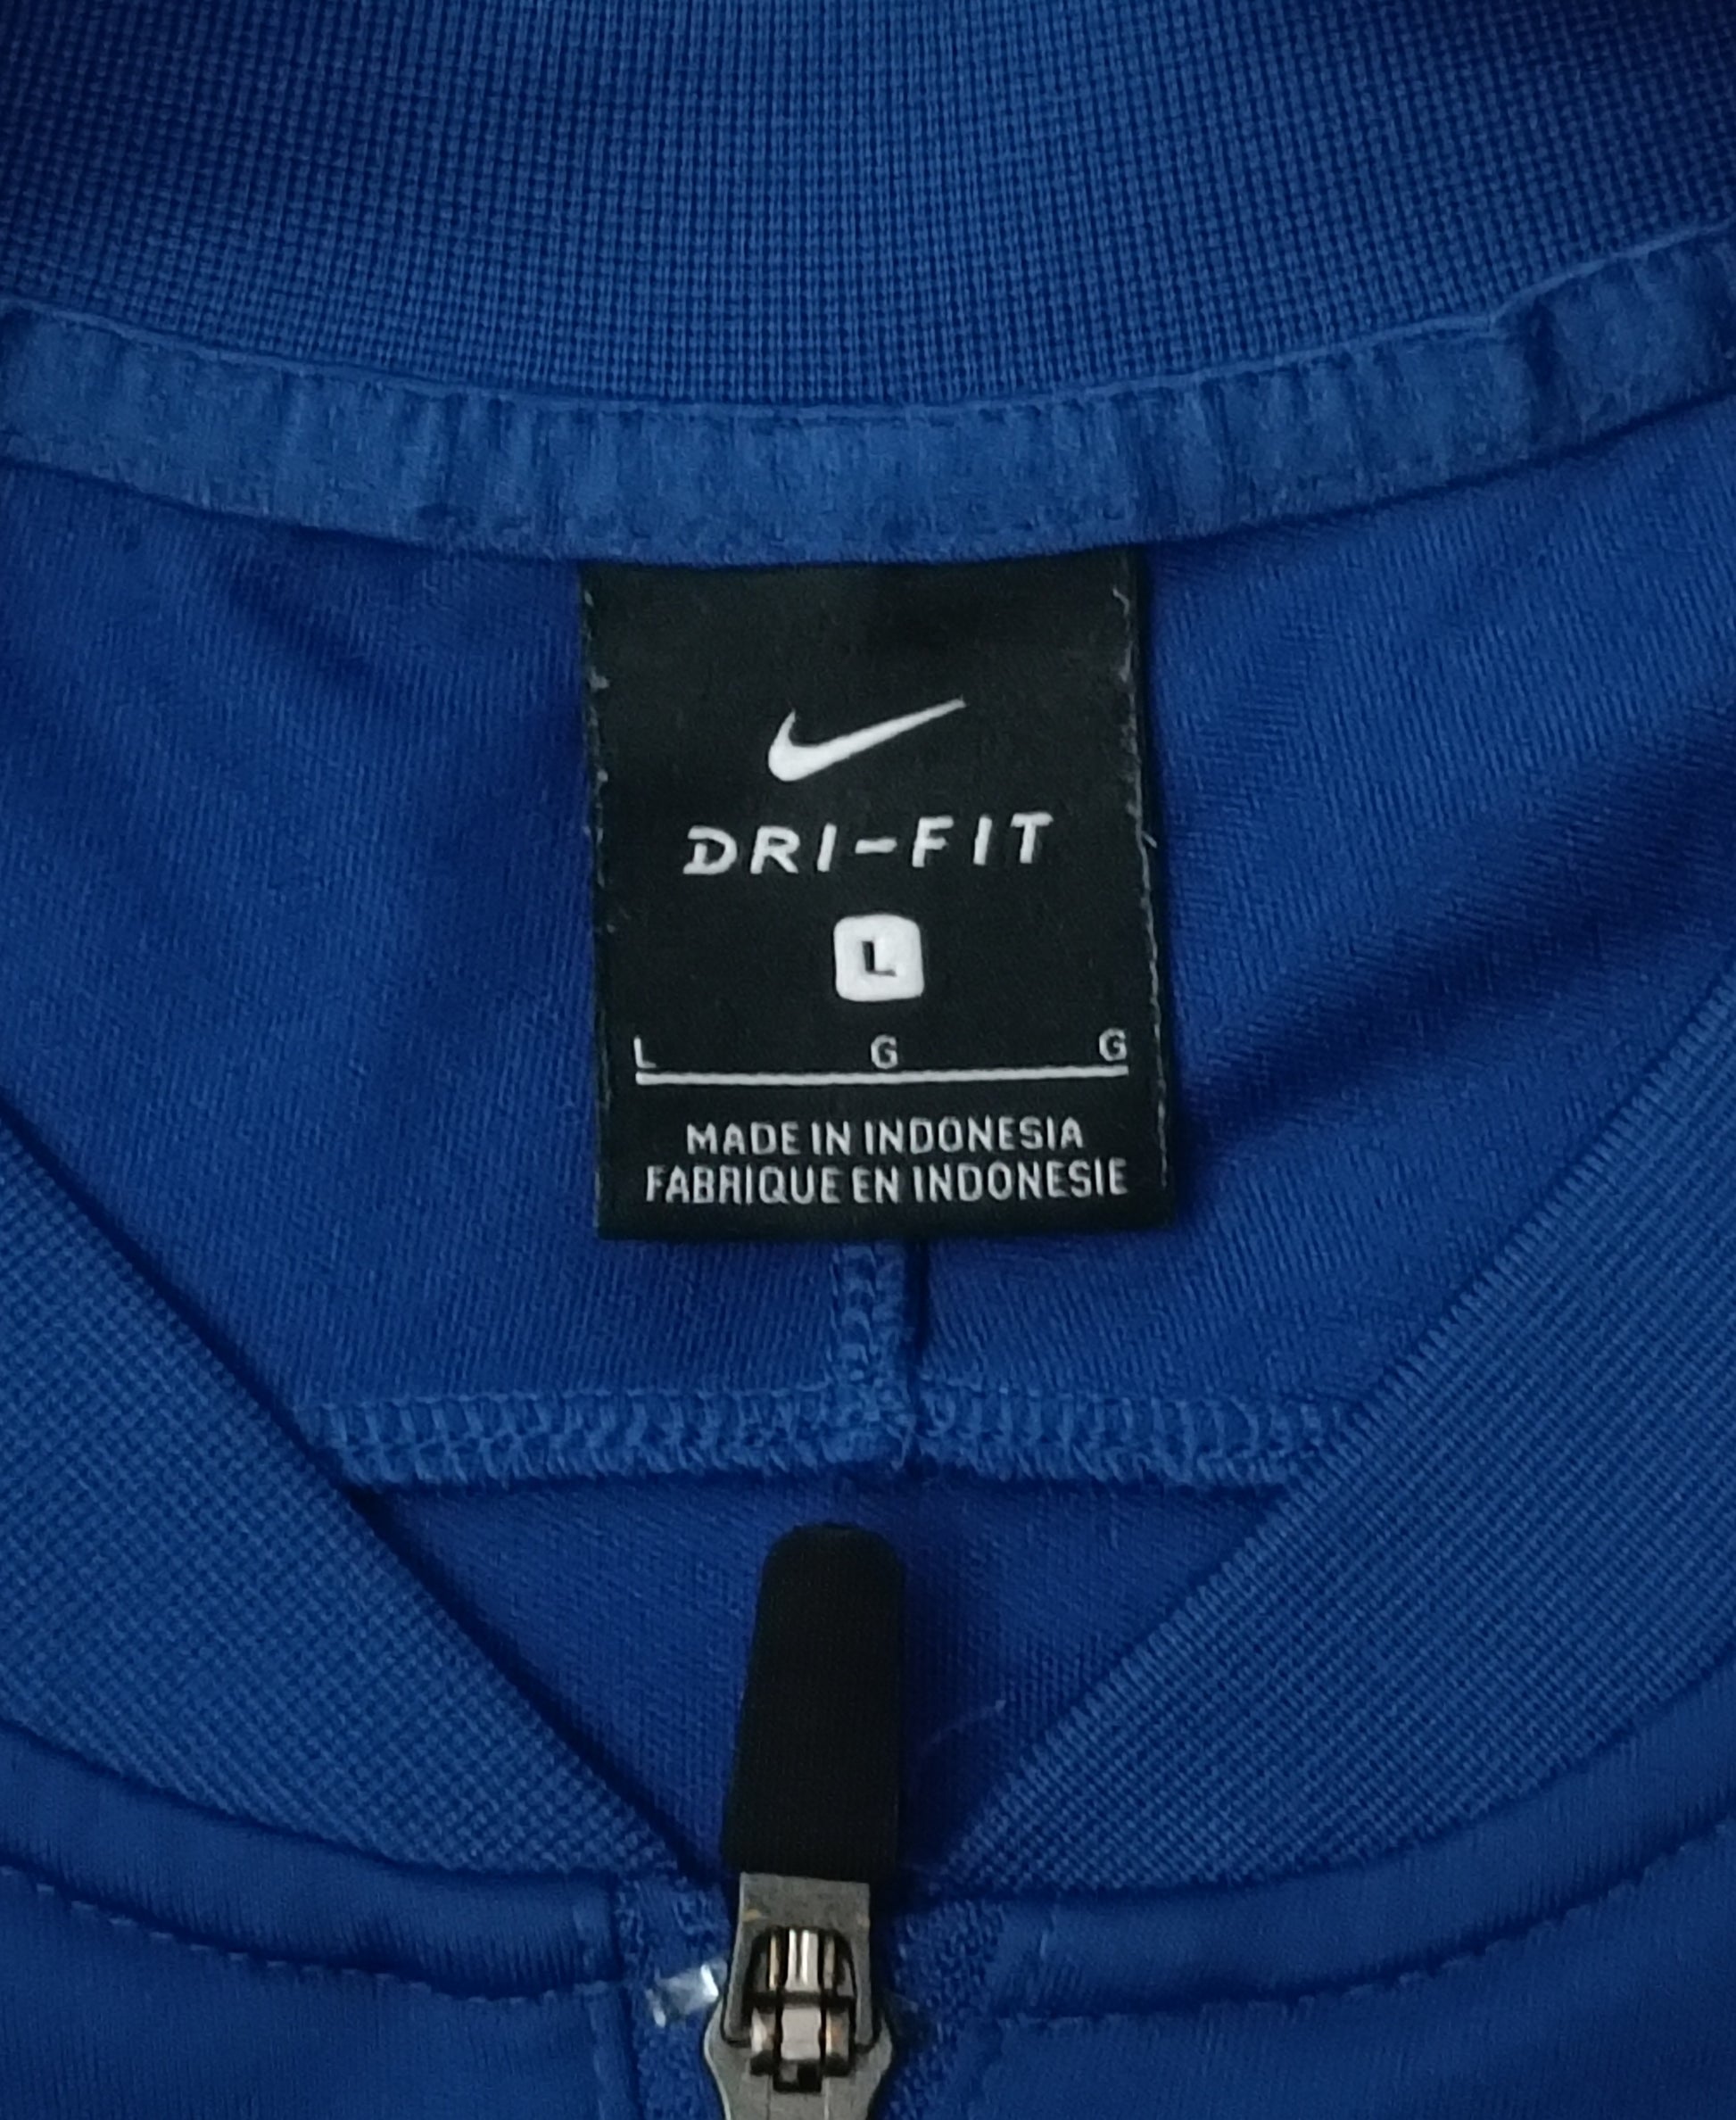 DRI-FIT
L
L G G
MADE IN INDONESIA
FABRIQUE EN INDONESIE